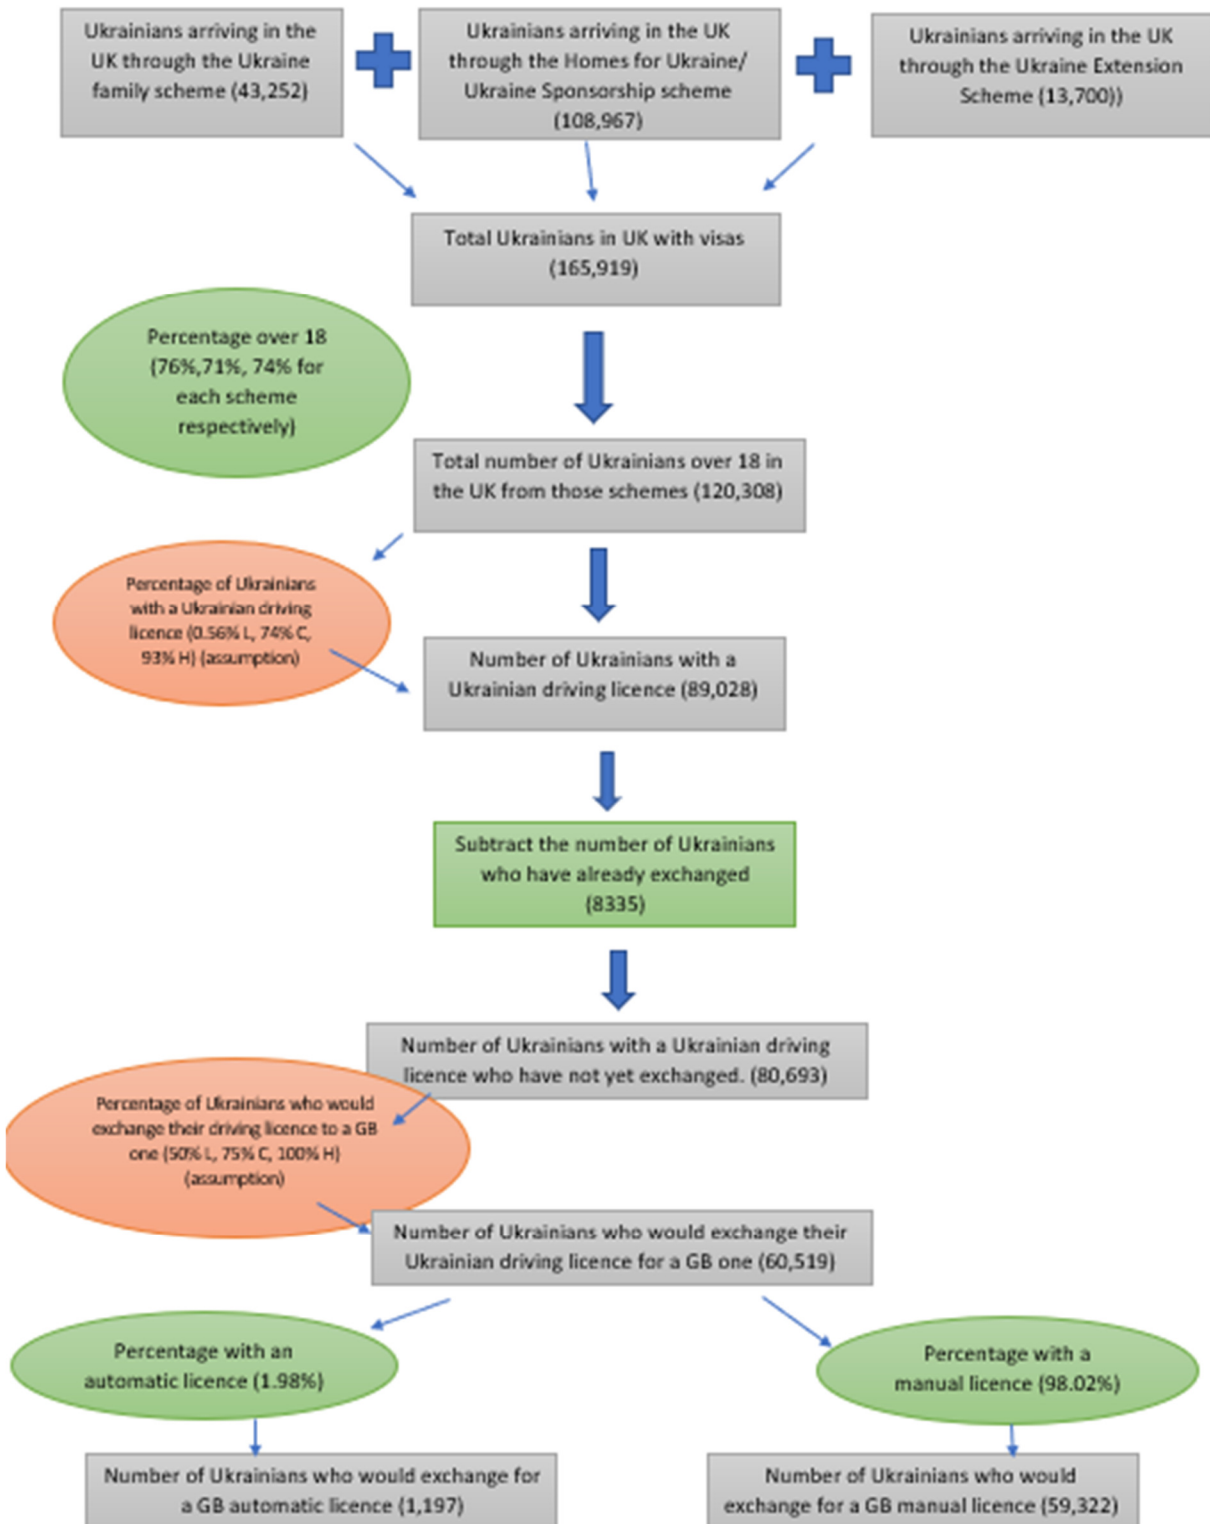 Ukrainians arriving in the
UK through the Ukraine
family scheme (43,252)
Ukrainians arriving in the UK
through the Homes for Ukraine/
Ukraine Sponsorship scheme
(108,967)
Ukrainians arriving in the UK
through the Ukraine Extension
Scheme (13,700))
Total Ukrainians in UK with visas
(165,919)
Percentage over 18
(76%,71%, 74% for
each scheme
respectively)
Total number of Ukrainians over 18 in
the UK from those schemes (120,308)
Percentage of Ukrainians
with a Ukrainian driving
licence (0.56% L, 74% C,
93% H) (assumption)
Number of Ukrainians with a
Ukrainian driving licence (89,028)
Subtract the number of Ukrainians
who have already exchanged
(8335)
Number of Ukrainians with a Ukrainian driving
licence who have not yet exchanged. (80,693)
Percentage of Ukrainians who would
exchange their driving licence to a GB
one (50% L, 75% C, 100% H)
(assumption)
Number of Ukrainians who would exchange their
Ukrainian driving licence for a GB one (60,519)
Percentage with an
automatic licence (1.98%)
Percentage with a
manual licence (98.02%)
Number of Ukrainians who would exchange for
a GB automatic licence (1,197)
Number of Ukrainians who would
exchange for a GB manual licence (59,322)